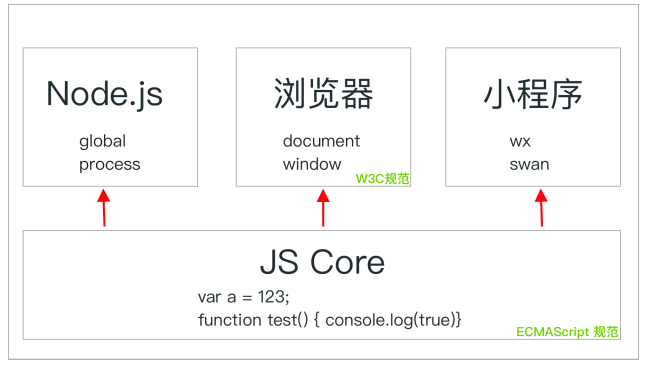 Node.js
global
process
浏览器
document
window
W3C规范
小程序
wx
swan
JS Core
var a = 123;
function test() { console.log(true)}
ECMAScript 规范